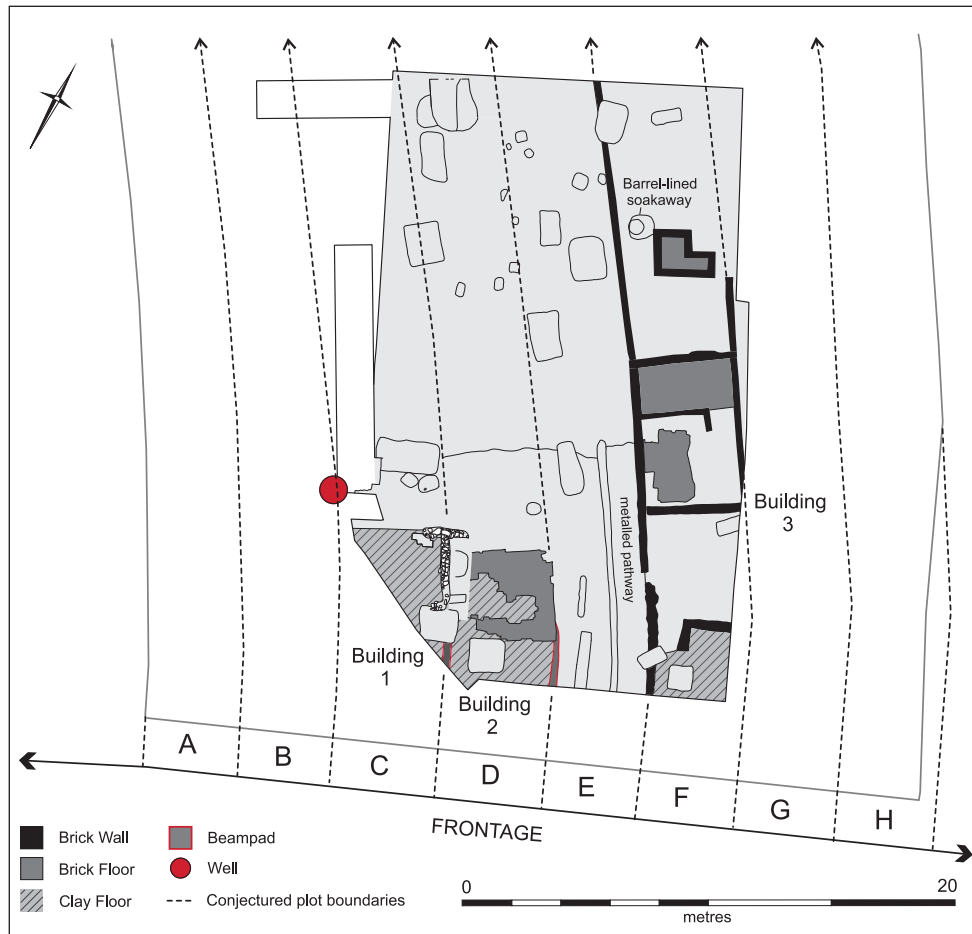 Barrel-lined
soakaway
metalled pathway
Building
3
Building
1
Building
2
A
B
C
D
E
F
G
H
FRONTAGE
Brick Wall
Brick Floor
Clay Floor
Beampad
Well
Conjectured plot boundaries
0
20
metres